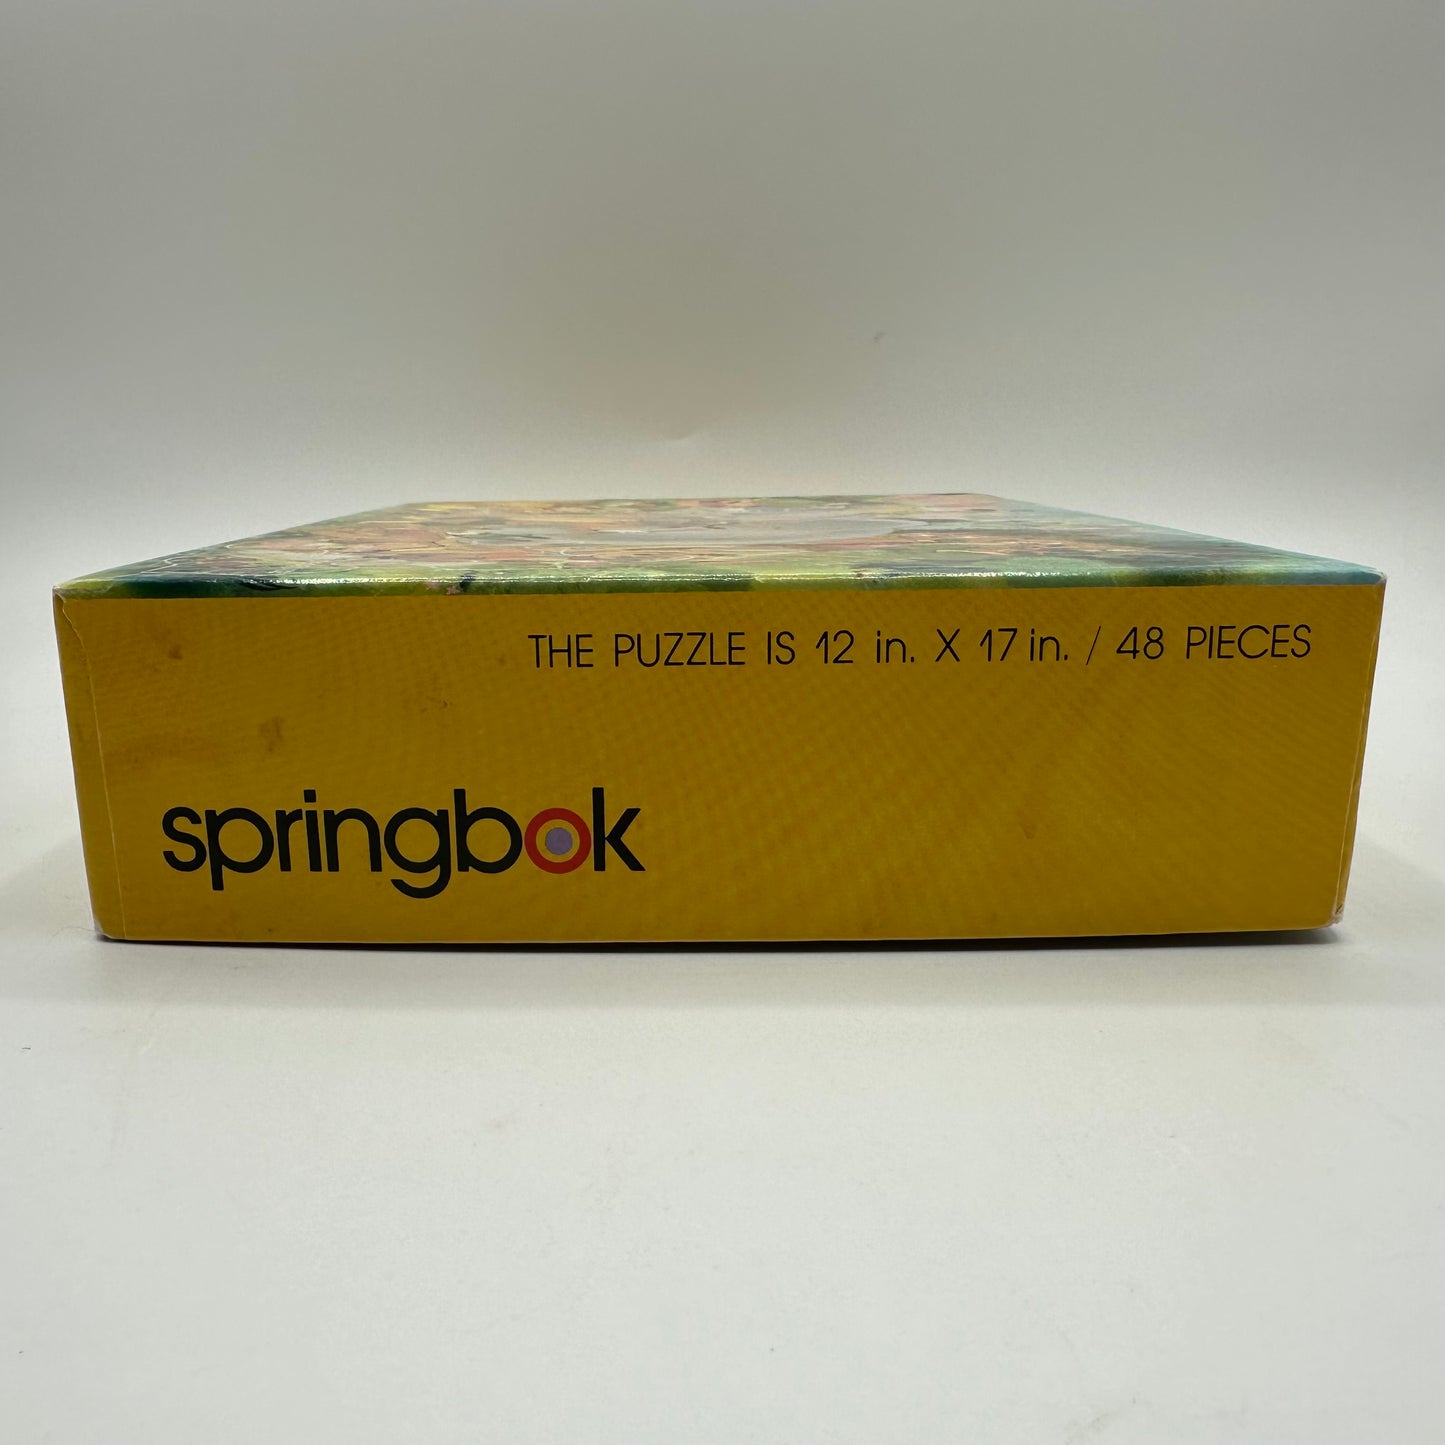 THE PUZZLE IS 12 in. X 17 in. / 48 PIECES
springbok